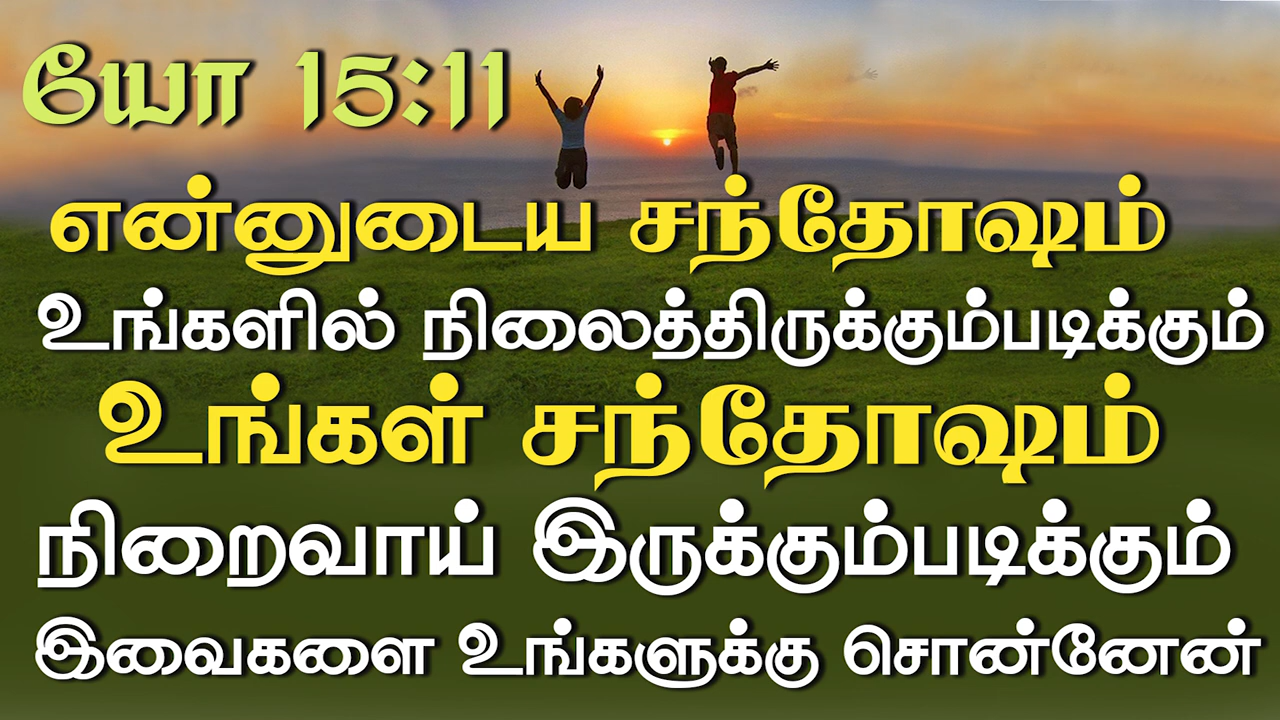 யோ 15:11
என்னுடைய சந்தோஷம்
உங்களில் நிலைத்திருக்கும்படிக்கும்
உங்கள் சந்தோஷம்
நிறைவாய் இருக்கும்படிக்கும்
இவைகளை உங்களுக்கு சொன்னேன்